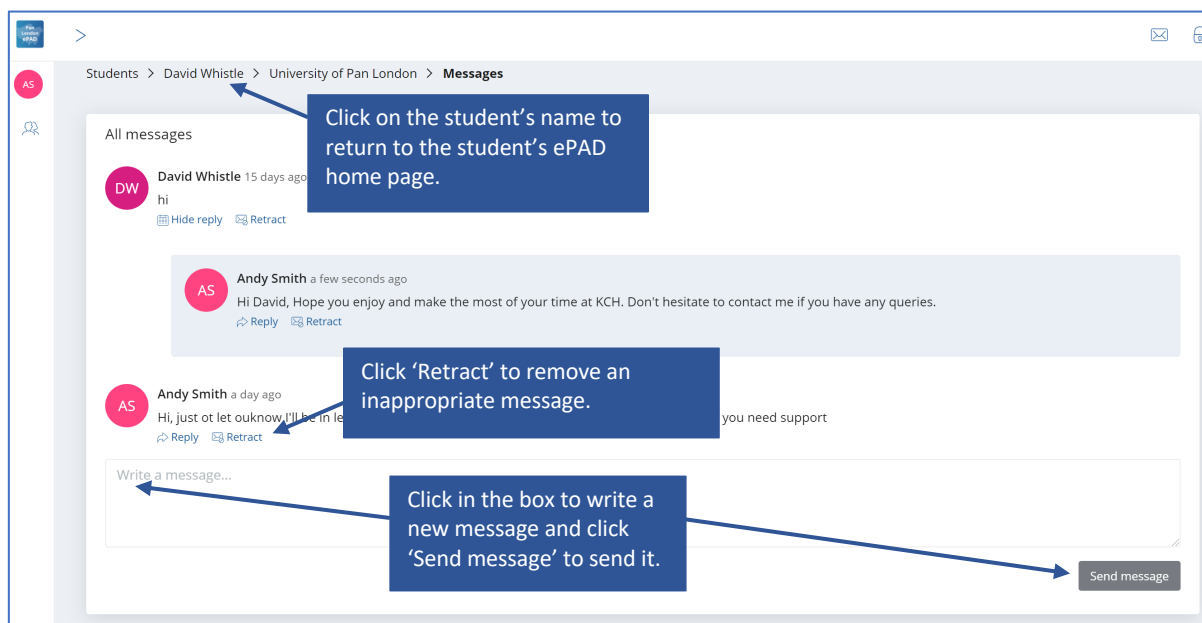 Pan
London
ePAD
>
AS
Students > David Whistle > University of Pan London > Messages
Click on the student’s name to
return to the student’s ePAD
home page.
All messages
DW
David Whistle 15 days ago
hi
Hide reply Retract
AS
Andy Smith a few seconds ago
Hi David, Hope you enjoy and make the most of your time at KCH. Don't hesitate to contact me if you have any queries.
Reply Retract
Click ‘Retract’ to remove an
inappropriate message.
AS
Andy Smith a day ago
Hi, just ot let ouknow I'll be in le
you need support
Reply Retract
Write a message...
Click in the box to write a
new message and click
‘Send message’ to send it.
Send message